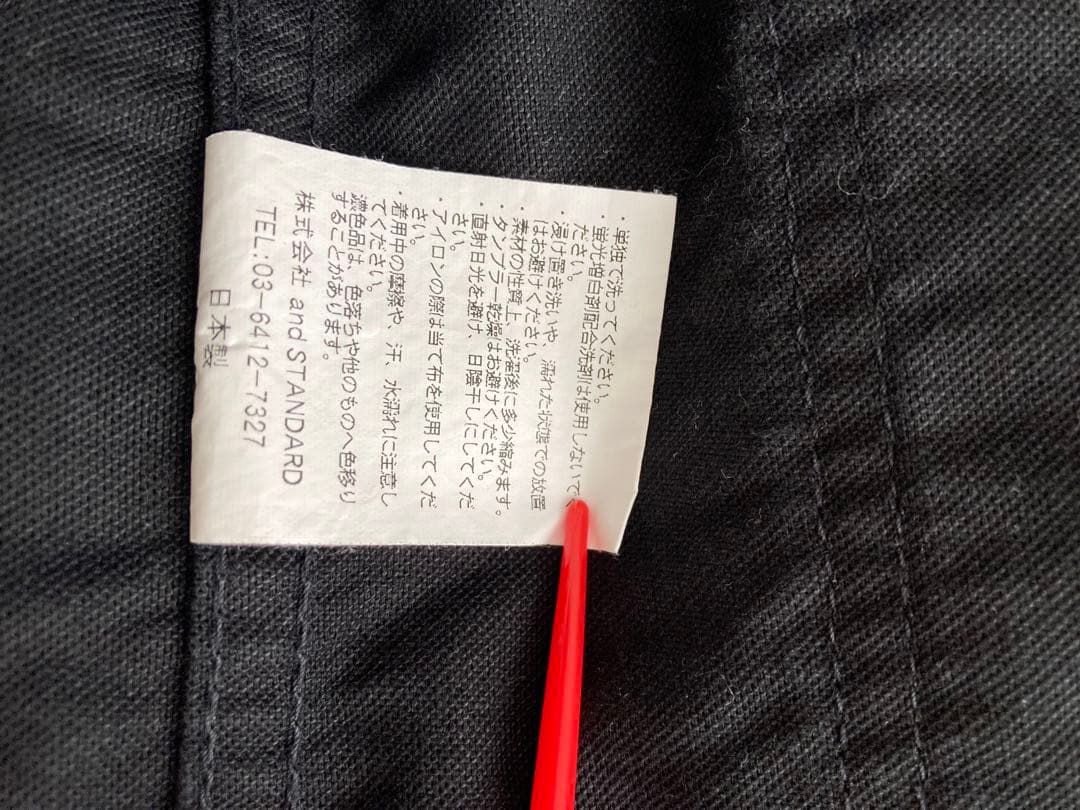 ・単独で洗ってください。
・蛍光増白剤配合洗剤は使用しないでく
ださい。
・浸け置き洗いや、濡れた状態での放置
はお避けください。
・素材の性質上、洗濯後に多少縮みます。
・タンブラー乾燥はお避けください。
・直射日光を避け、日陰干しにしてくだ
さい。
・アイロンの際は当て布を使用してくだ
さい。
・着用中の摩擦や、汗、水濡れに注意し
てください。
濃色品は、色落ちや他のものへ色移り
することがあります。
株式会社 and STANDARD
TEL:03-6412-7327
日本製